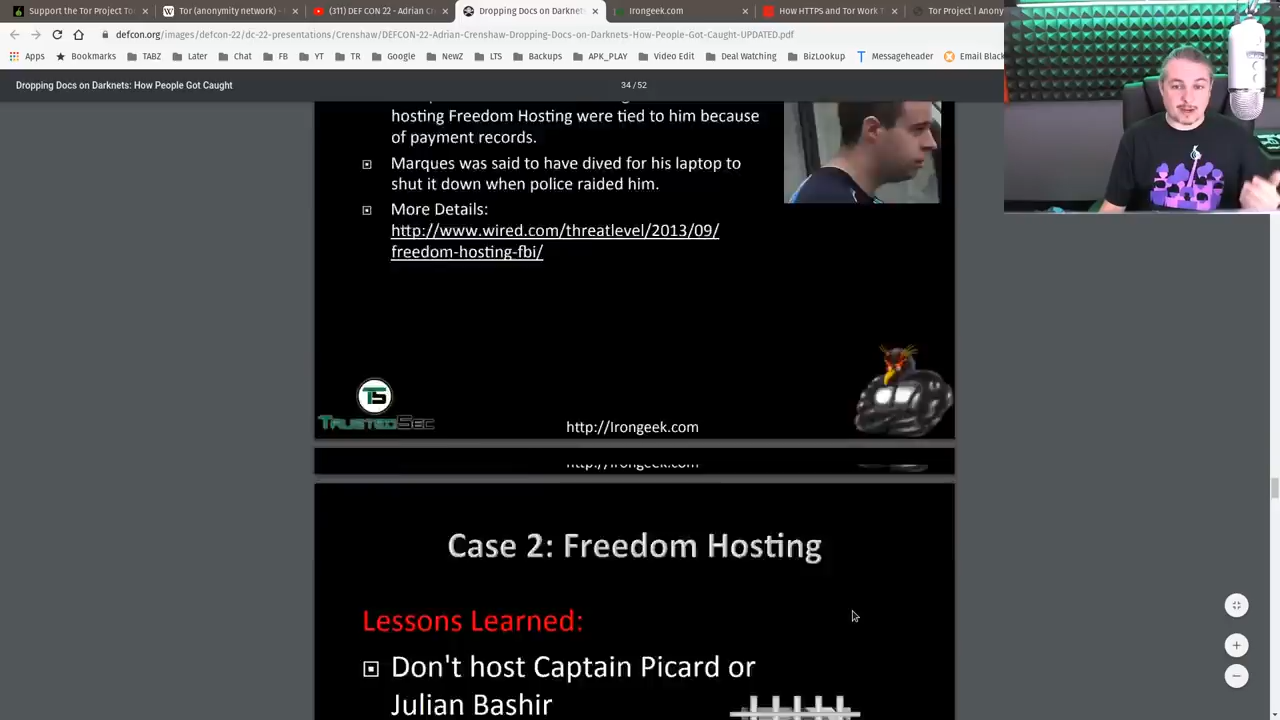 Support the Tor Project To
Tor (anonymity network) -
(311) DEF CON 22 - Adrian C
Dropping Docs on Darknets
Irongeek.com
How HTTPS and Tor Work T
Tor Project | Anony
defcon.org/images/defcon-22/dc-22-presentations/Crenshaw/DEFCON-22-Adrian-Crenshaw-Dropping-Docs-on-Darknets-How-People-Got-Caught-UPDATED.pdf
Apps
Bookmarks
TABZ
Later
Chat
FB
YT
TR
Google
NewZ
LTS
Backups
APK_PLAY
Video Edit
Deal Watching
BizLookup
Messageheader
Email Black
Dropping Docs on Darknets: How People Got Caught
34 / 52
hosting Freedom Hosting were tied to him because
of payment records.
Marques was said to have dived for his laptop to
shut it down when police raided him.
More Details:
http://www.wired.com/threatlevel/2013/09/
freedom-hosting-fbi/
TS
TRUSTEDSEC
http://Irongeek.com
http://Irongeek.com
Case 2: Freedom Hosting
Lessons Learned:
Don't host Captain Picard or
Julian Bashir